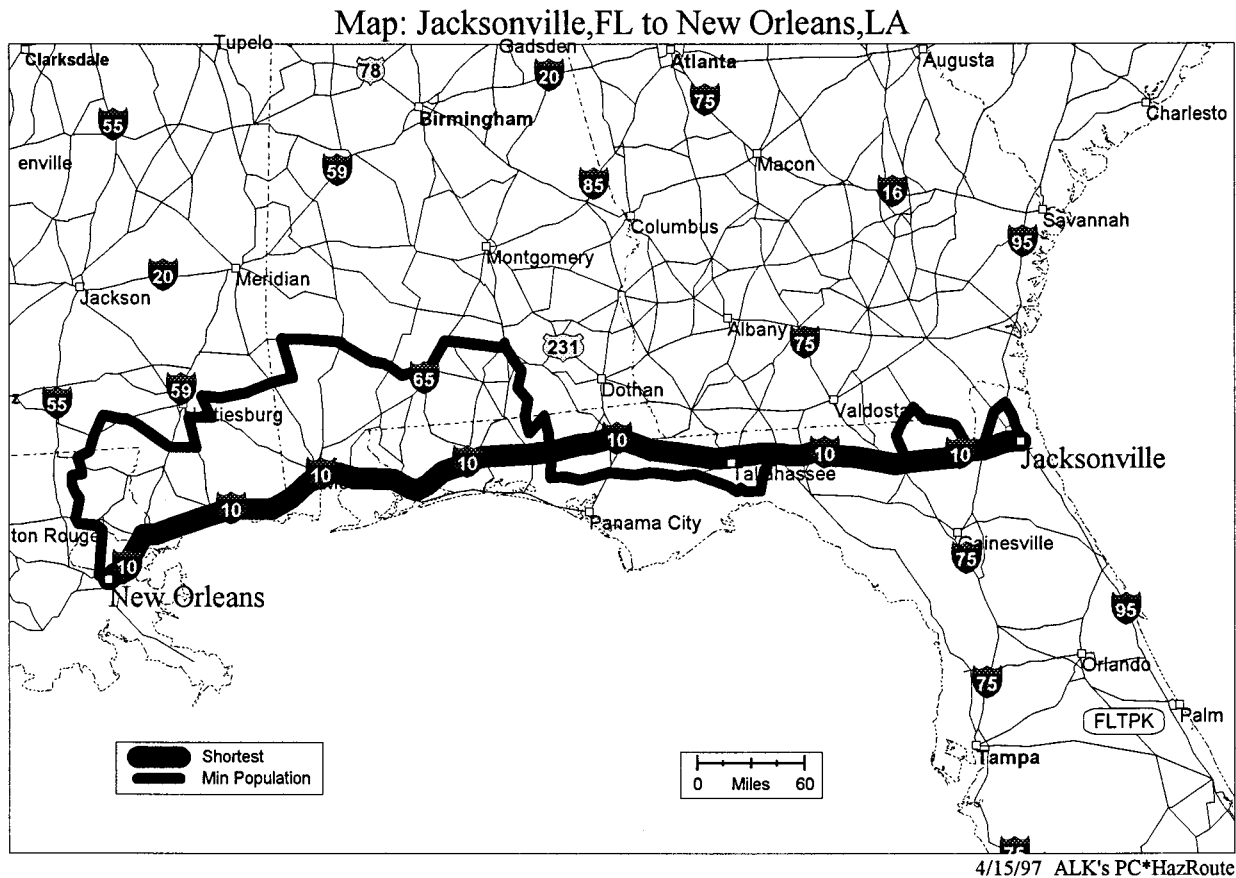 Map: Jacksonville,FL to New Orleans,LA
Tupelo
Gadsden
Clarksdale
78
20
Atlanta
Augusta
75
Charlesto
55
Birmingham
enville
59
Macon
85
16
Columbus
Savannah
95
Montgomery
20
Meridian
Jackson
Albany
75
231
65
Dothan
59
55
z
Valdosta
10
10
10
10
10
Jacksonville
10
Panama City
ton Rouge
Gainesville
75
10
New Orleans
95
Orlando
75
FLTPK
Palm
Tampa
Shortest
Min Population
0 Miles 60
75
4/15/97 ALK's PC*HazRoute